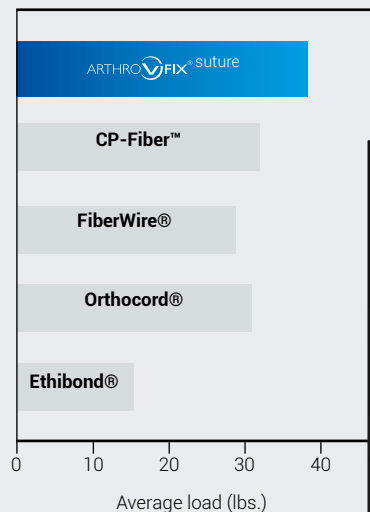 ARTHROVFIX® suture
CP-Fiber™
FiberWire®
Orthocord®
Ethibond®
0 10 20 30 40
Average load (lbs.)